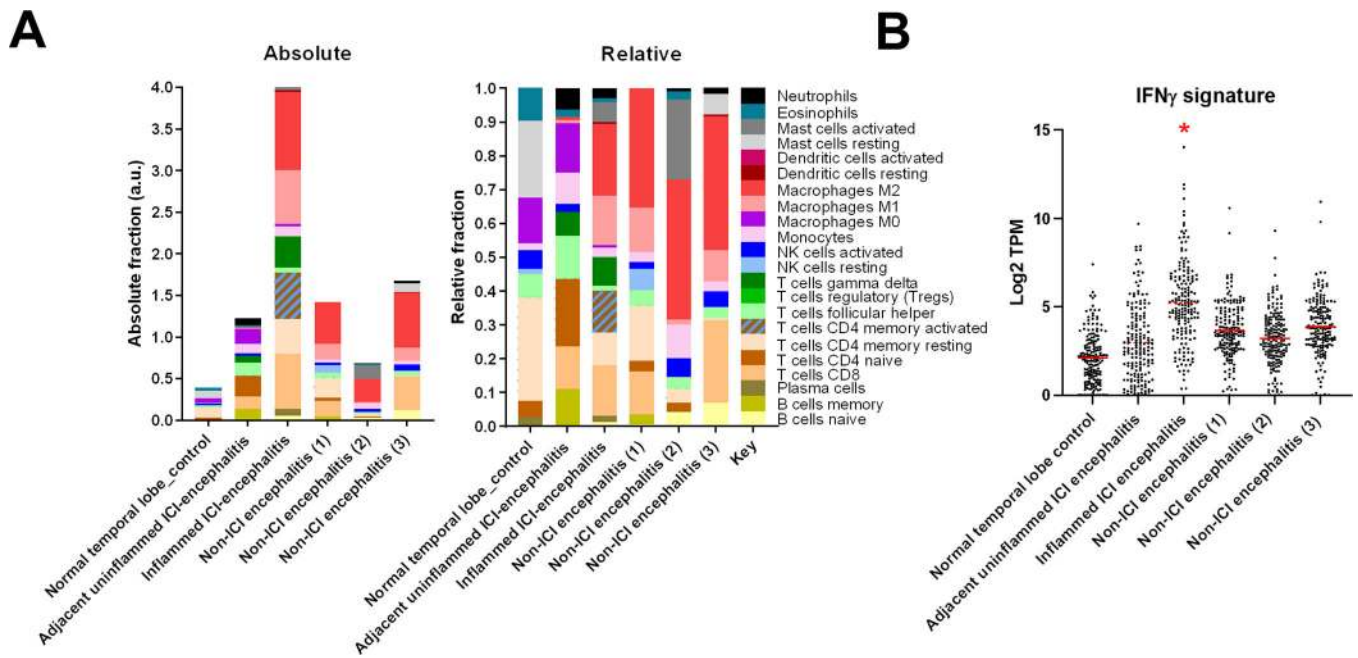 A
B
Absolute
Relative
IFNγ signature
Absolute fraction (a.u.)
4.0
3.5
3.0
2.5
2.0
1.5
1.0
0.5
0.0
Normal temporal lobe_control
Adjacent uninflamed ICI-encephalitis
Inflamed ICI-encephalitis
Non-ICI encephalitis (1)
Non-ICI encephalitis (2)
Non-ICI encephalitis (3)
Relative fraction
1.0
0.9
0.8
0.7
0.6
0.5
0.4
0.3
0.2
0.1
0.0
Normal temporal lobe_control
Adjacent uninflamed ICI-encephalitis
Inflamed ICI-encephalitis
Non-ICI encephalitis (1)
Non-ICI encephalitis (2)
Non-ICI encephalitis (3)
Key
Neutrophils
Eosinophils
Mast cells activated
Mast cells resting
Dendritic cells activated
Dendritic cells resting
Macrophages M2
Macrophages M1
Macrophages M0
Monocytes
NK cells activated
NK cells resting
T cells gamma delta
T cells regulatory (Tregs)
T cells follicular helper
T cells CD4 memory activated
T cells CD4 memory resting
T cells CD4 naive
T cells CD8
Plasma cells
B cells memory
B cells naive
Log2 TPM
15
10
5
0
*
Normal temporal lobe control
Adjacent uninflamed ICI encephalitis
Inflamed ICI encephalitis
Non-ICI encephalitis (1)
Non-ICI encephalitis (2)
Non-ICI encephalitis (3)